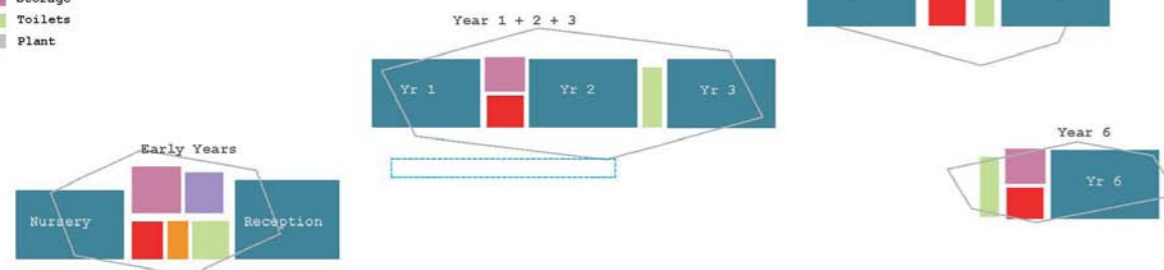 Storage
Toilets
Plant
Year 1 + 2 + 3
Yr 1
Yr 2
Yr 3
Early Years
Nursery
Reception
Year 6
Yr 6